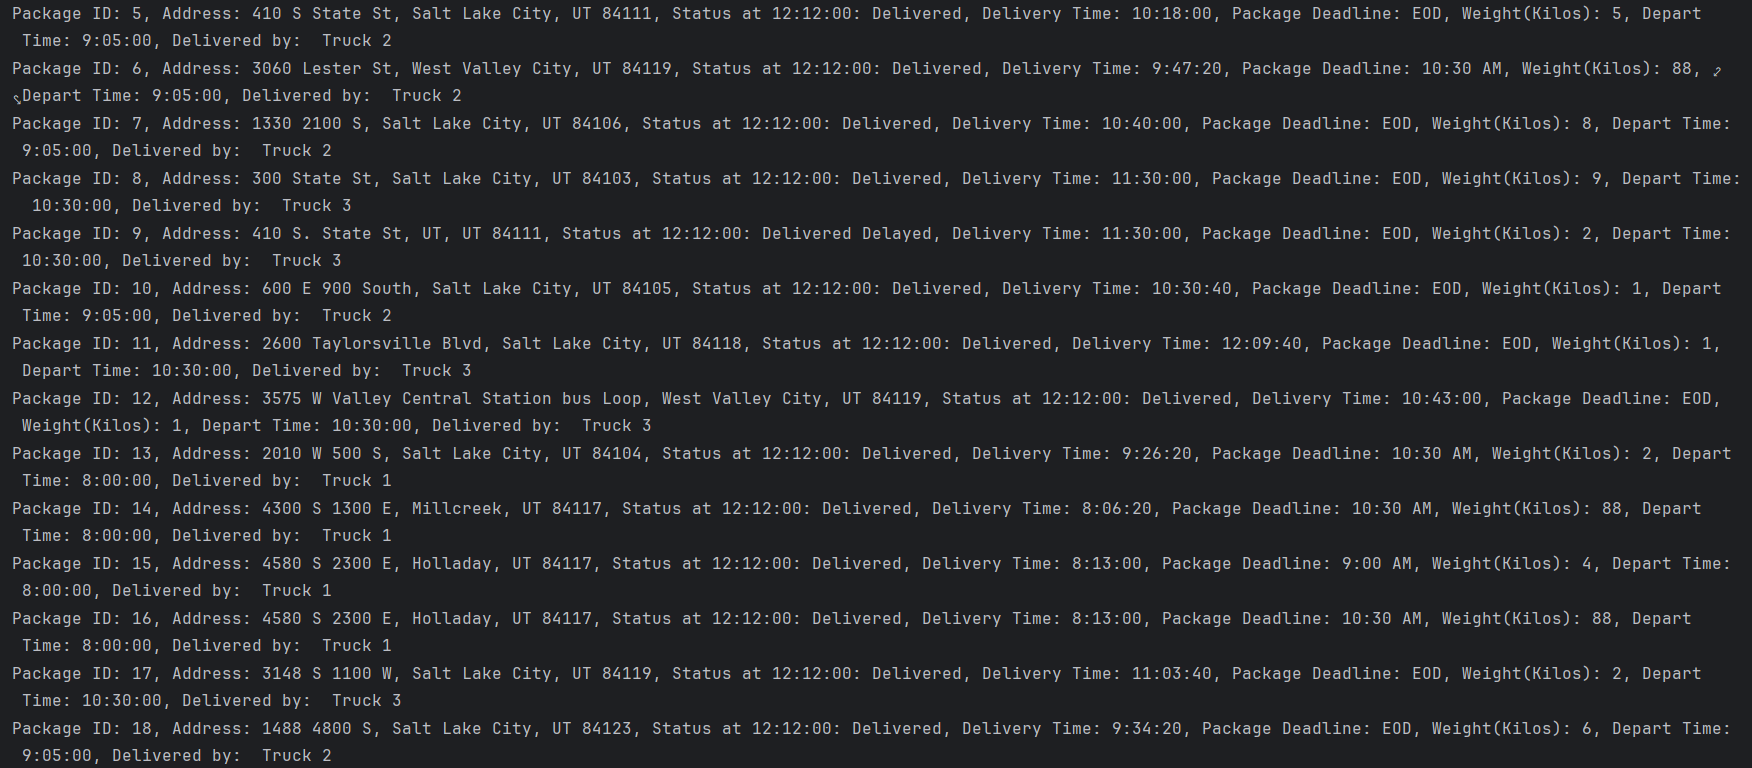 Package ID: 5, Address: 410 S State St, Salt Lake City, UT 84111, Status at 12:12:00: Delivered, Delivery Time: 10:18:00, Package Deadline: EOD, Weight(Kilos): 5, Depart
Time: 9:05:00, Delivered by:  Truck 2
Package ID: 6, Address: 3060 Lester St, West Valley City, UT 84119, Status at 12:12:00: Delivered, Delivery Time: 9:47:20, Package Deadline: 10:30 AM, Weight(Kilos): 88,
Depart Time: 9:05:00, Delivered by:  Truck 2
Package ID: 7, Address: 1330 2100 S, Salt Lake City, UT 84106, Status at 12:12:00: Delivered, Delivery Time: 10:40:00, Package Deadline: EOD, Weight(Kilos): 8, Depart Time:
9:05:00, Delivered by:  Truck 2
Package ID: 8, Address: 300 State St, Salt Lake City, UT 84103, Status at 12:12:00: Delivered, Delivery Time: 11:30:00, Package Deadline: EOD, Weight(Kilos): 9, Depart Time:
10:30:00, Delivered by:  Truck 3
Package ID: 9, Address: 410 S. State St, UT, UT 84111, Status at 12:12:00: Delivered Delayed, Delivery Time: 11:30:00, Package Deadline: EOD, Weight(Kilos): 2, Depart Time:
10:30:00, Delivered by:  Truck 3
Package ID: 10, Address: 600 E 900 South, Salt Lake City, UT 84105, Status at 12:12:00: Delivered, Delivery Time: 10:30:40, Package Deadline: EOD, Weight(Kilos): 1, Depart
Time: 9:05:00, Delivered by:  Truck 2
Package ID: 11, Address: 2600 Taylorsville Blvd, Salt Lake City, UT 84118, Status at 12:12:00: Delivered, Delivery Time: 12:09:40, Package Deadline: EOD, Weight(Kilos): 1,
Depart Time: 10:30:00, Delivered by:  Truck 3
Package ID: 12, Address: 3575 W Valley Central Station bus Loop, West Valley City, UT 84119, Status at 12:12:00: Delivered, Delivery Time: 10:43:00, Package Deadline: EOD,
Weight(Kilos): 1, Depart Time: 10:30:00, Delivered by:  Truck 3
Package ID: 13, Address: 2010 W 500 S, Salt Lake City, UT 84104, Status at 12:12:00: Delivered, Delivery Time: 9:26:20, Package Deadline: 10:30 AM, Weight(Kilos): 2, Depart
Time: 8:00:00, Delivered by:  Truck 1
Package ID: 14, Address: 4300 S 1300 E, Millcreek, UT 84117, Status at 12:12:00: Delivered, Delivery Time: 8:06:20, Package Deadline: 10:30 AM, Weight(Kilos): 88, Depart
Time: 8:00:00, Delivered by:  Truck 1
Package ID: 15, Address: 4580 S 2300 E, Holladay, UT 84117, Status at 12:12:00: Delivered, Delivery Time: 8:13:00, Package Deadline: 9:00 AM, Weight(Kilos): 4, Depart Time:
8:00:00, Delivered by:  Truck 1
Package ID: 16, Address: 4580 S 2300 E, Holladay, UT 84117, Status at 12:12:00: Delivered, Delivery Time: 8:13:00, Package Deadline: 10:30 AM, Weight(Kilos): 88, Depart
Time: 8:00:00, Delivered by:  Truck 1
Package ID: 17, Address: 3148 S 1100 W, Salt Lake City, UT 84119, Status at 12:12:00: Delivered, Delivery Time: 11:03:40, Package Deadline: EOD, Weight(Kilos): 2, Depart
Time: 10:30:00, Delivered by:  Truck 3
Package ID: 18, Address: 1488 4800 S, Salt Lake City, UT 84123, Status at 12:12:00: Delivered, Delivery Time: 9:34:20, Package Deadline: EOD, Weight(Kilos): 6, Depart Time:
9:05:00, Delivered by:  Truck 2